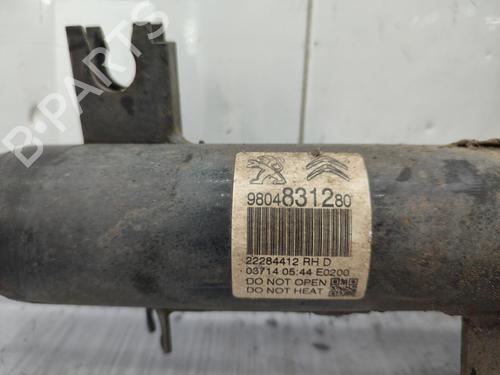 B-PARTS
9804831280
22284412 RH D
03714 05:44 E0200
DO NOT OPEN
DO NOT HEAT